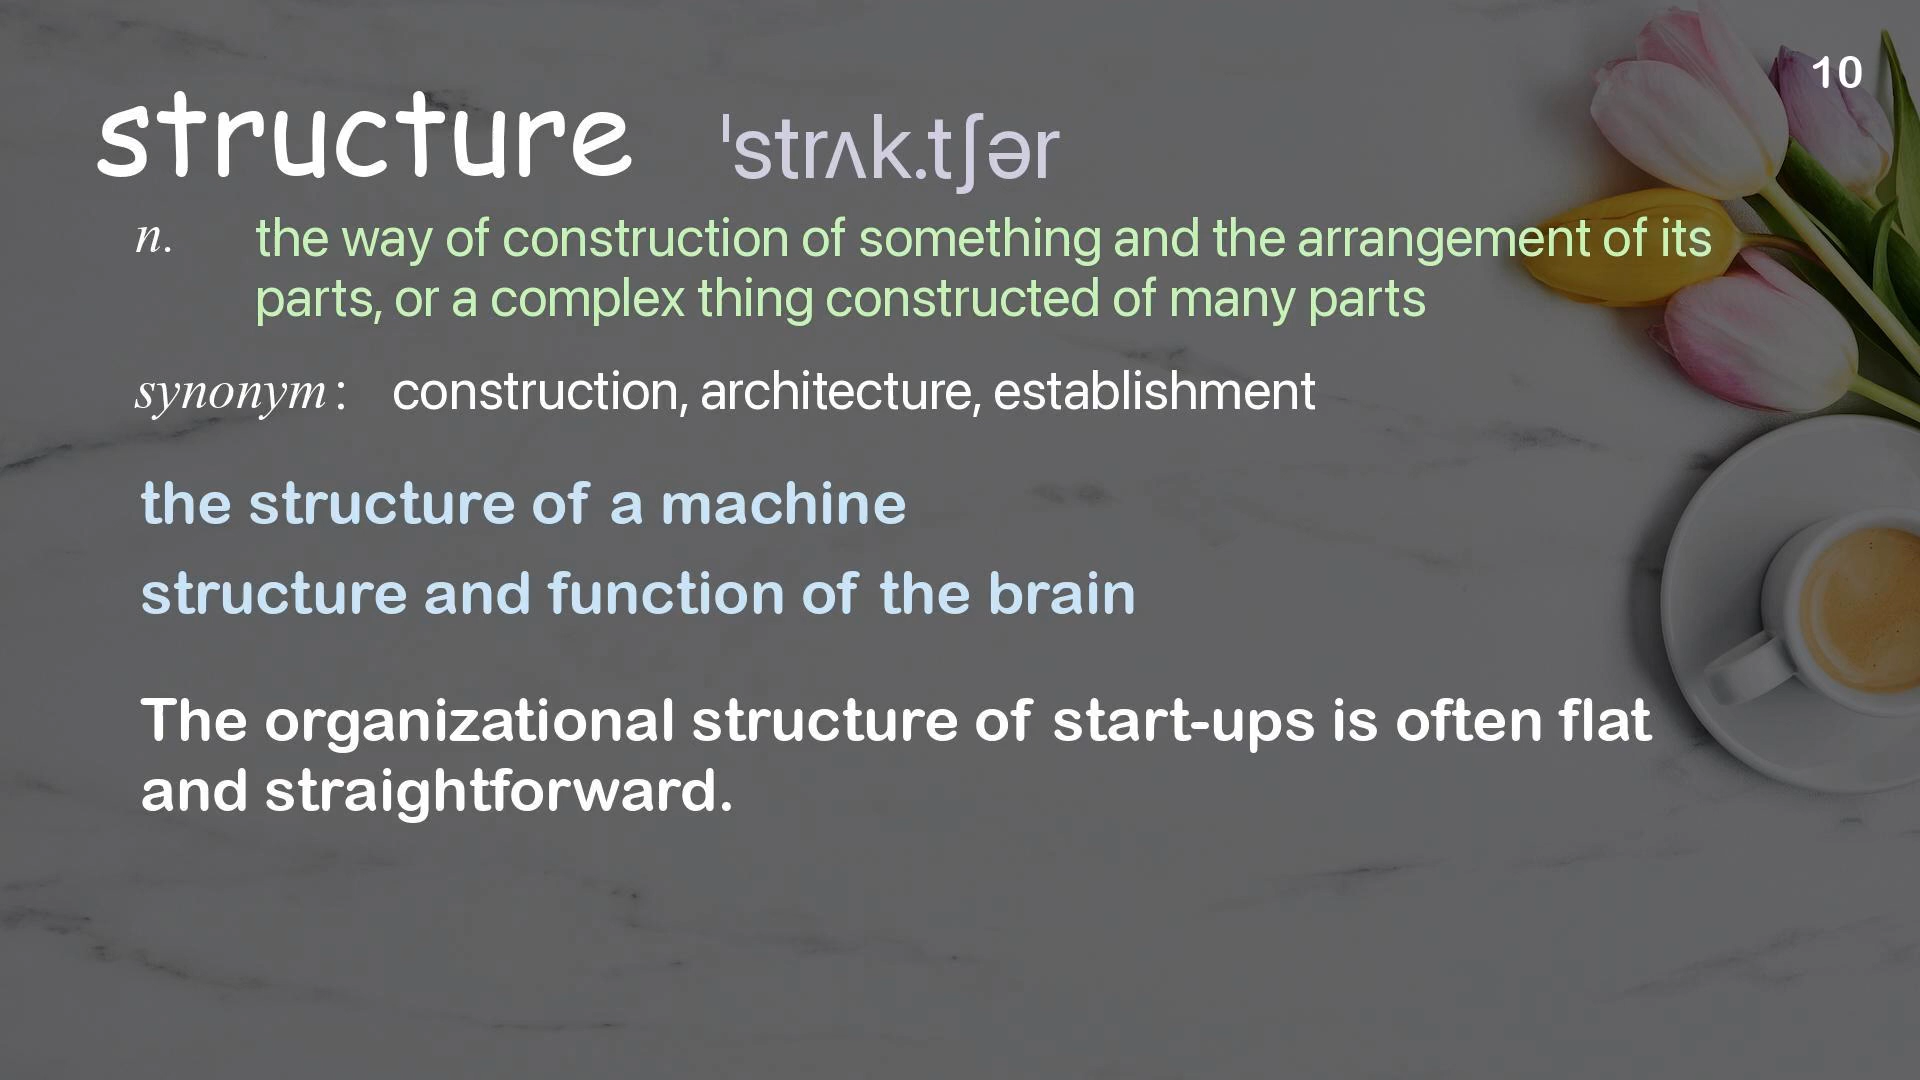 10
structure ˈstrʌk.tʃər
n. the way of construction of something and the arrangement of its
parts, or a complex thing constructed of many parts
synonym: construction, architecture, establishment
the structure of a machine
structure and function of the brain
The organizational structure of start-ups is often flat
and straightforward.